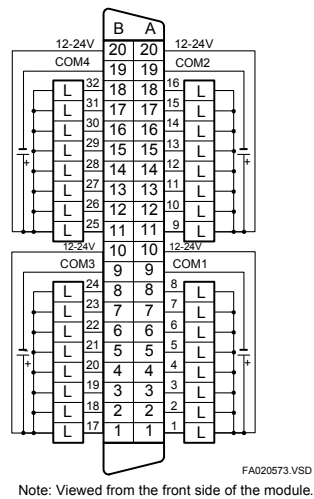 B A
12-24V 20 20 12-24V
COM4 19 19 COM2
L 32 18 18 16 L
L 31 17 17 15 L
L 30 16 16 14 L
L 29 15 15 13 L
L 28 14 14 12 L
L 27 13 13 11 L
L 26 12 12 10 L
L 25 11 11 9 L
12-24V 10 10 12-24V
COM3 9 9 COM1
L 24 8 8 8 L
L 23 7 7 7 L
L 22 6 6 6 L
L 21 5 5 5 L
L 20 4 4 4 L
L 19 3 3 3 L
L 18 2 2 2 L
L 17 1 1 1 L
+ + + +
FA020573.VSD
Note: Viewed from the front side of the module.